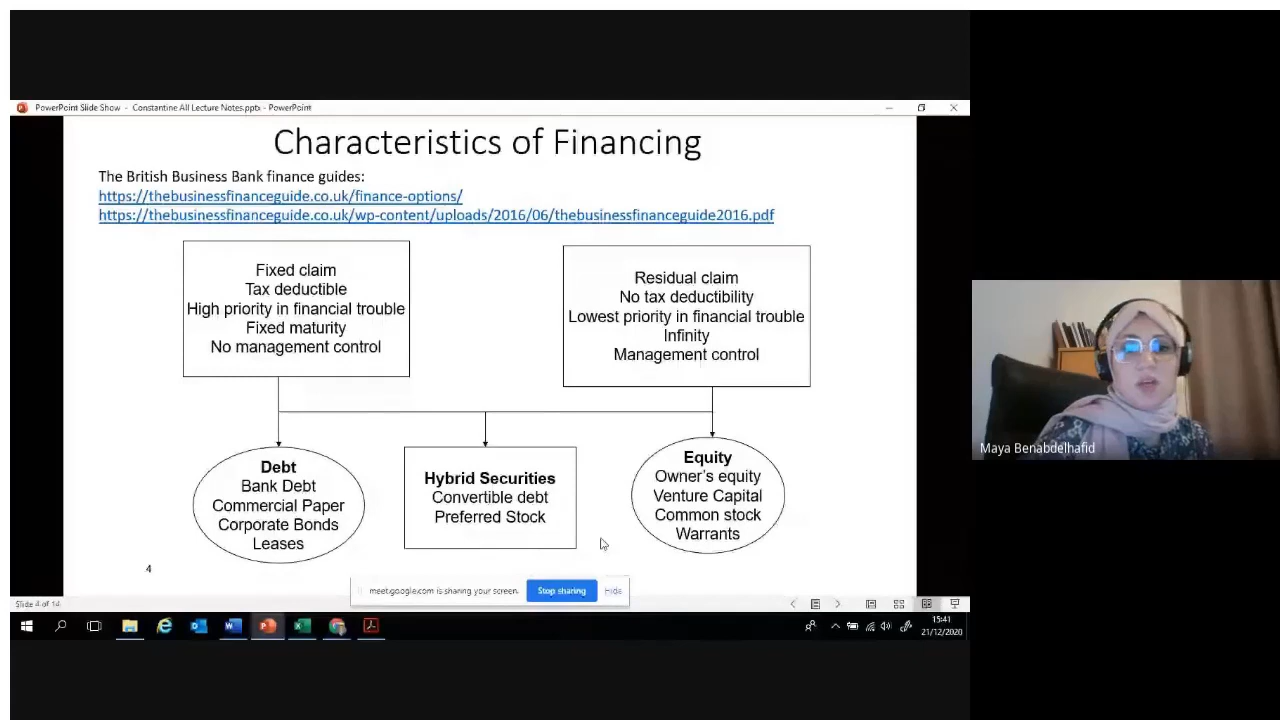 PowerPoint Slide Show - Constantine All Lecture Notes.pptx - PowerPoint
Characteristics of Financing
The British Business Bank finance guides:
https://thebusinessfinanceguide.co.uk/finance-options/
https://thebusinessfinanceguide.co.uk/wp-content/uploads/2016/06/thebusinessfinanceguide2016.pdf
Fixed claim
Tax deductible
High priority in financial trouble
Fixed maturity
No management control
Residual claim
No tax deductibility
Lowest priority in financial trouble
Infinity
Management control
Debt
Bank Debt
Commercial Paper
Corporate Bonds
Leases
Hybrid Securities
Convertible debt
Preferred Stock
Equity
Owner's equity
Venture Capital
Common stock
Warrants
4
meet.google.com is sharing your screen.
Stop sharing
Hide
Slide 4 of 14
15:41
21/12/2020
Maya Benabdelhafid